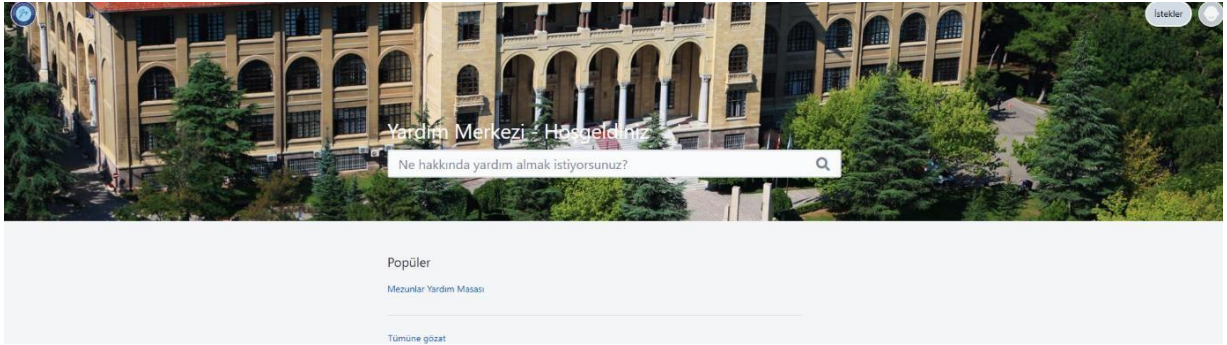 İstekler
Yardım Merkezi - Hoşgeldiniz
Ne hakkında yardım almak istiyorsunuz?
Popüler
Mezunlar Yardım Masası
Tümüne gözat